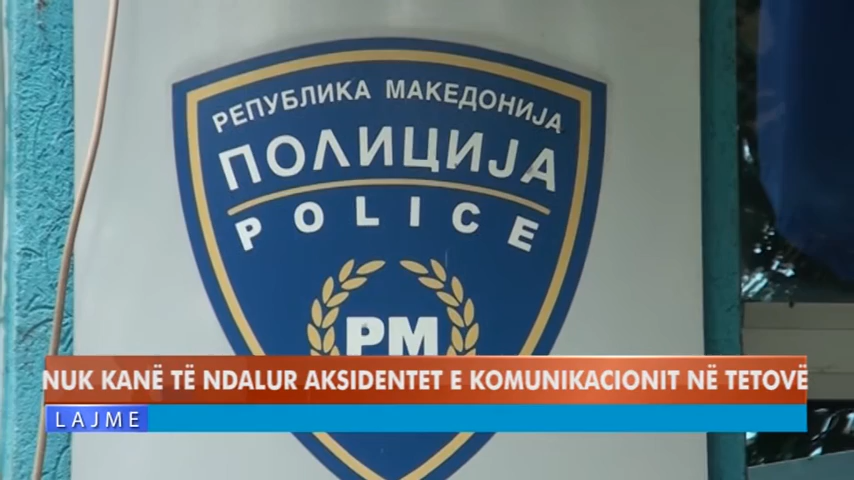 РЕПУБЛИКА МАКЕДОНИЈА
ПОЛИЦИЈА
POLICE
РМ
NUK KANË TË NDALUR AKSIDENTET E KOMUNIKACIONIT NË TETOVË
LAJME